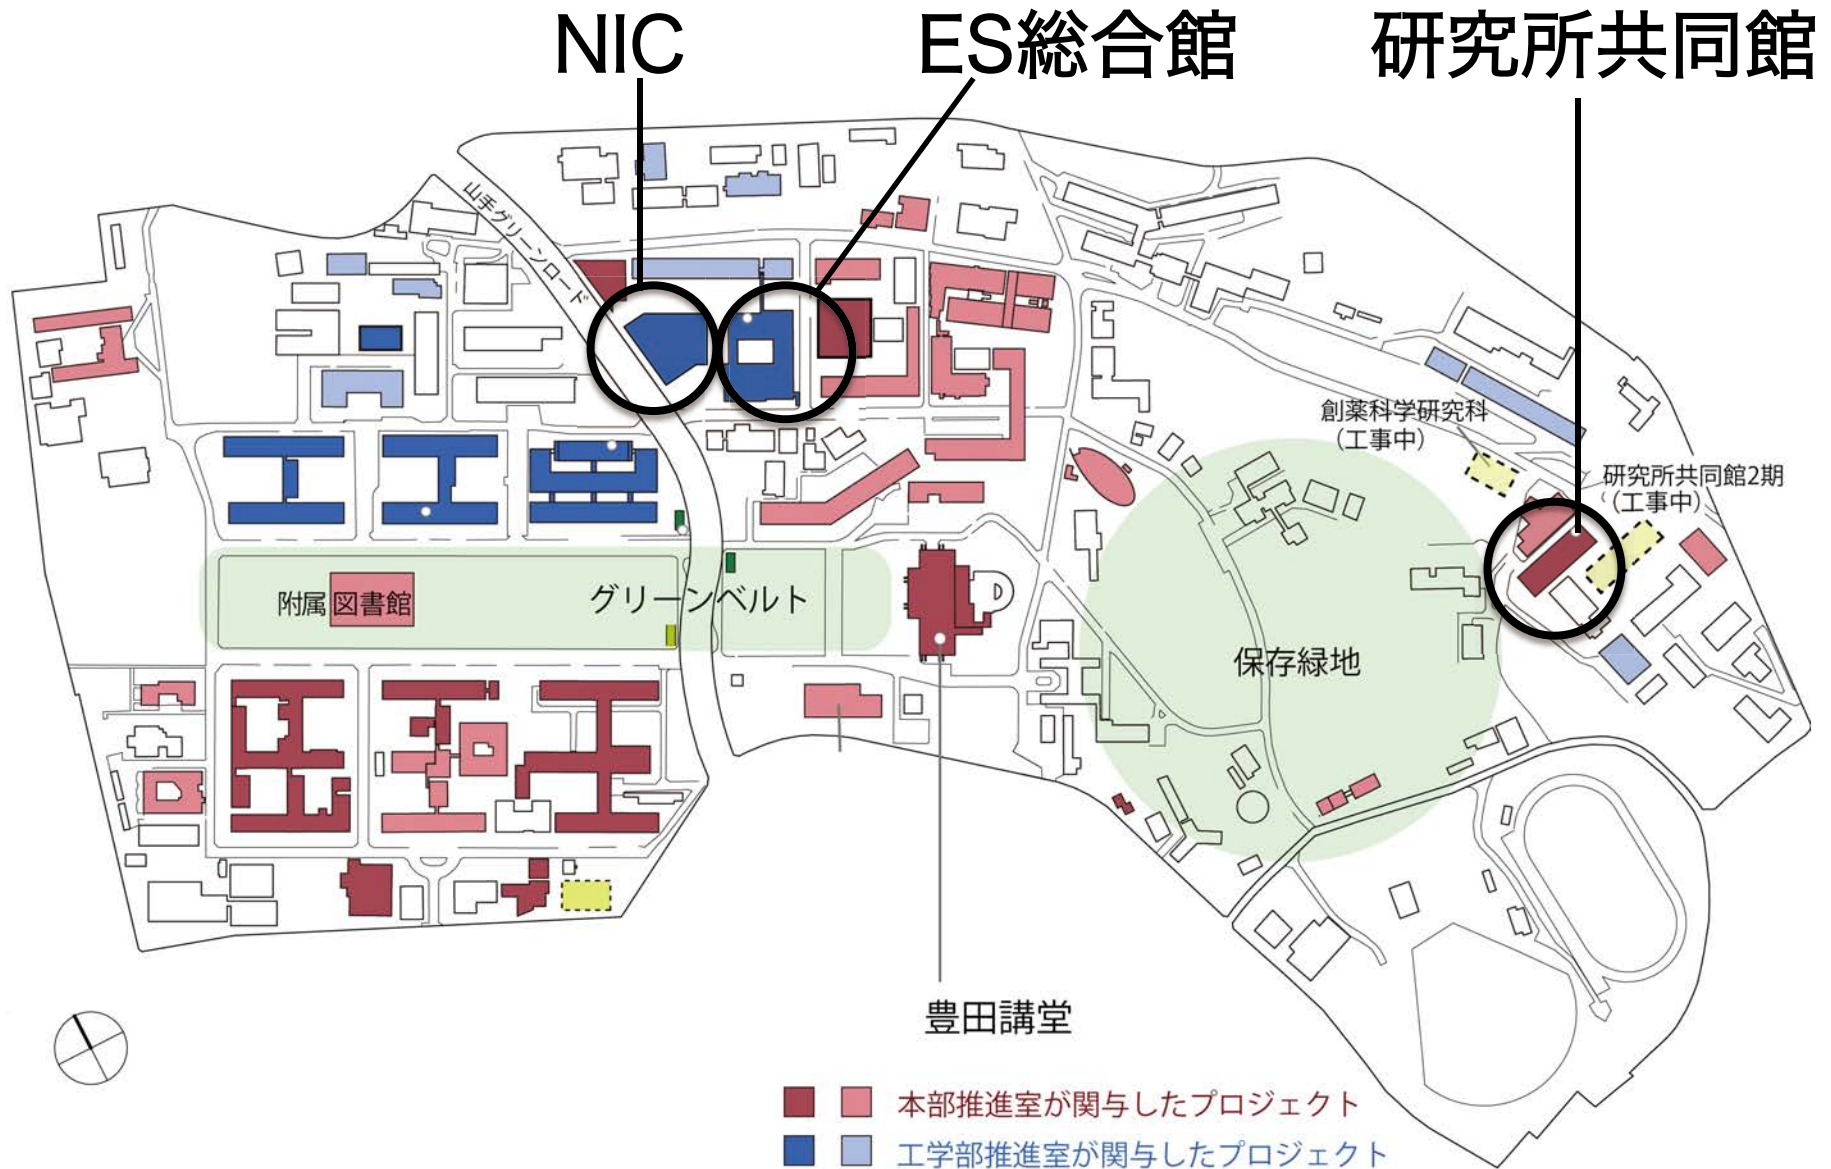 NIC
ES総合館
研究所共同館
山手グリーンロード
創薬科学研究科
（工事中）
研究所共同館2期
（工事中）
附属図書館
グリーンベルト
保存緑地
豊田講堂
本部推進室が関与したプロジェクト
工学部推進室が関与したプロジェクト